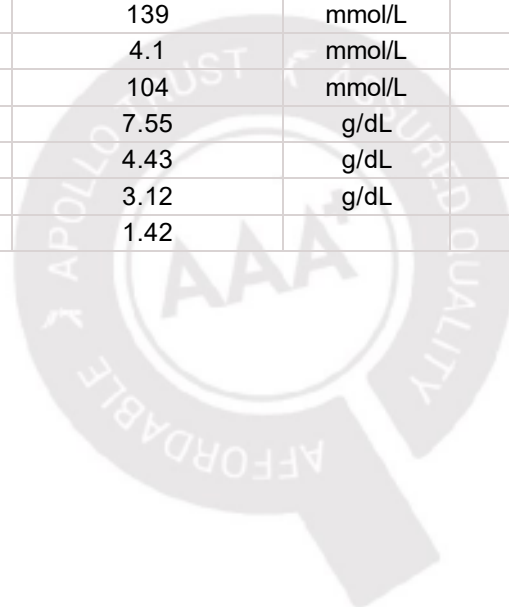 139 mmol/L
4.1 mmol/L
104 mmol/L
7.55 g/dL
4.43 g/dL
3.12 g/dL
1.42
APOLLO TRUST ASSURED QUALITY AFFORDABLE
AAA+